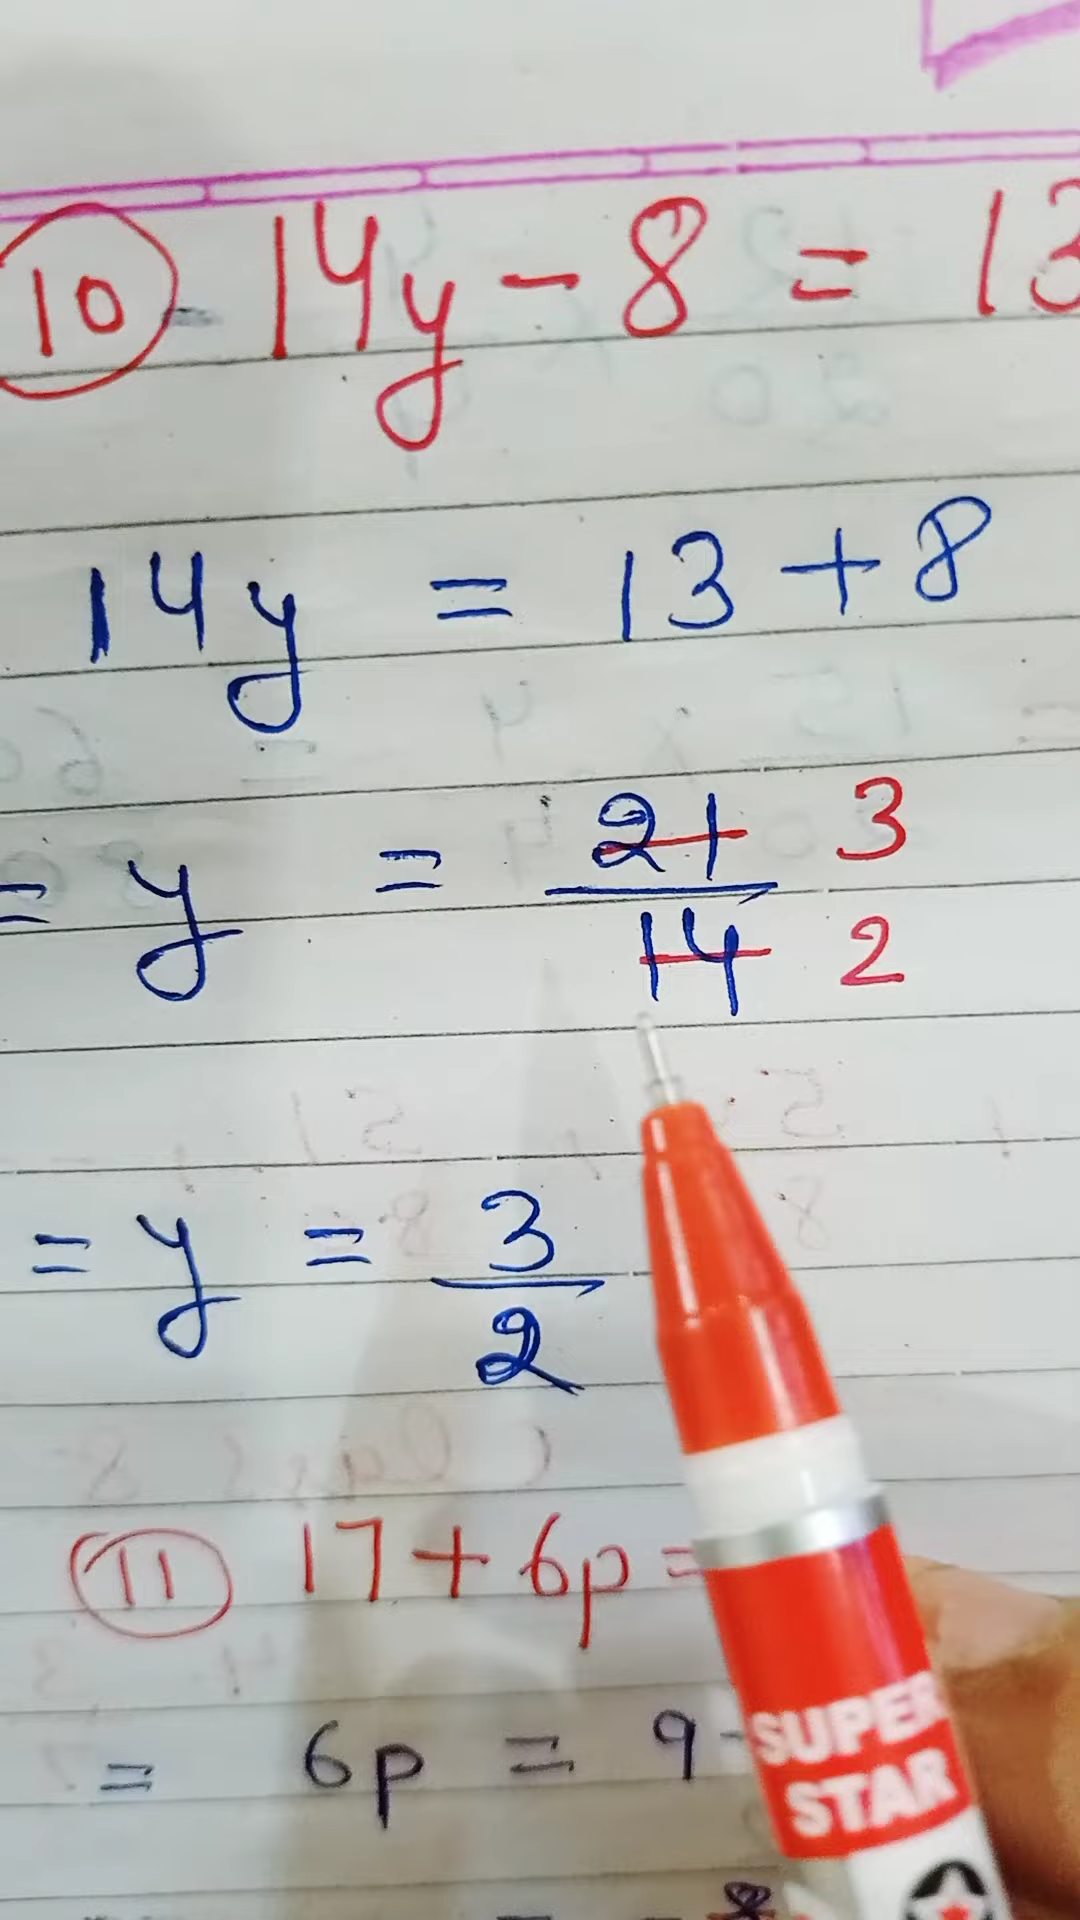 10 14y - 8 = 13
14y = 13 + 8
= y = 21/14 3/2
= y = 3/2
11 17 + 6p =
= 6p = 9 -
SUPER
STAR